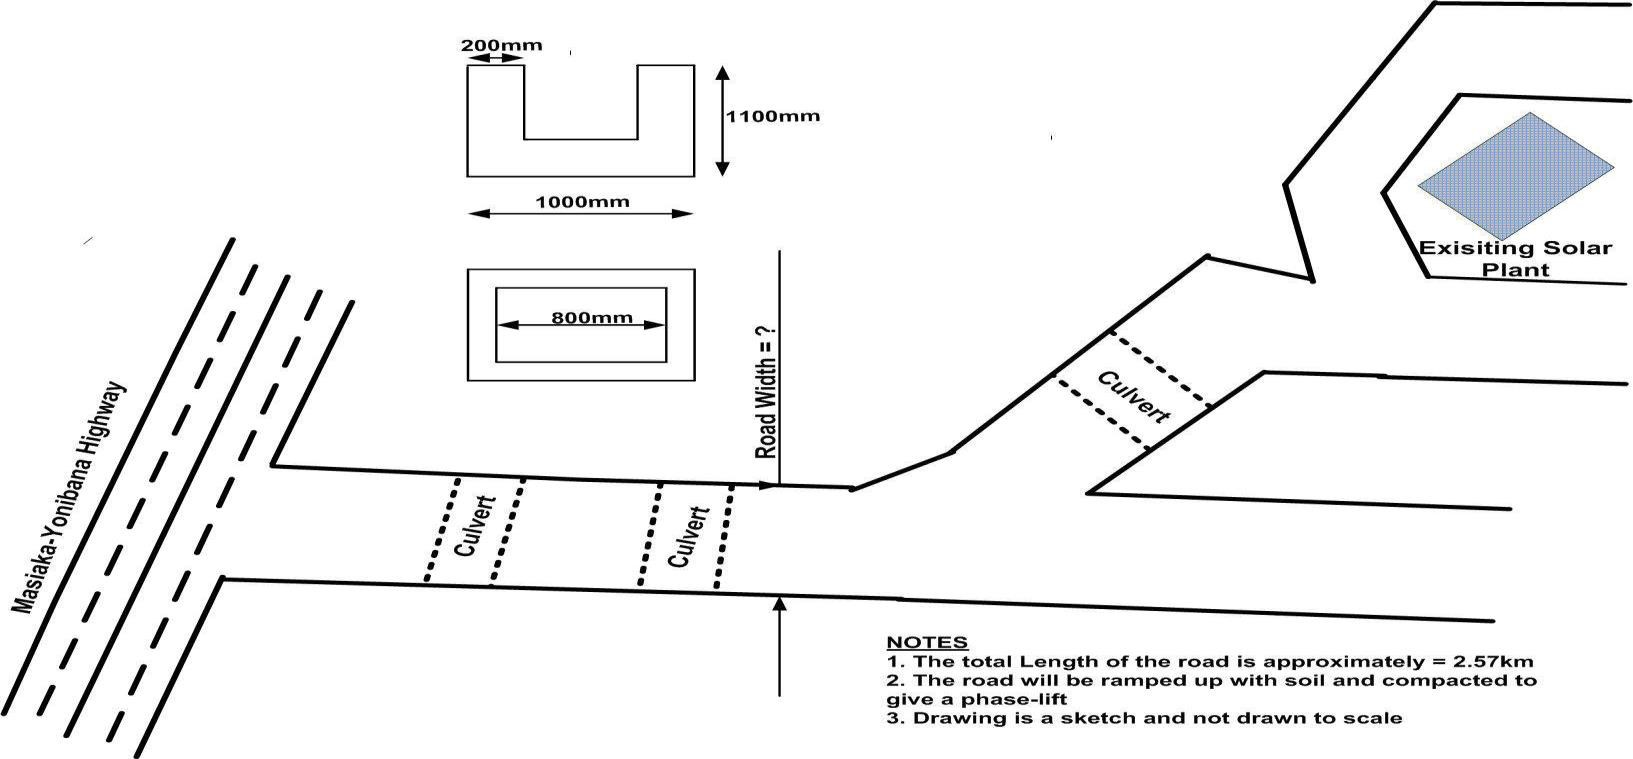 200mm
1100mm
1000mm
800mm
Road Width = ?
Masiaka-Yonibana Highway
Culvert
Culvert
Culvert
Exisiting Solar
Plant
NOTES
1. The total Length of the road is approximately = 2.57km
2. The road will be ramped up with soil and compacted to
give a phase-lift
3. Drawing is a sketch and not drawn to scale